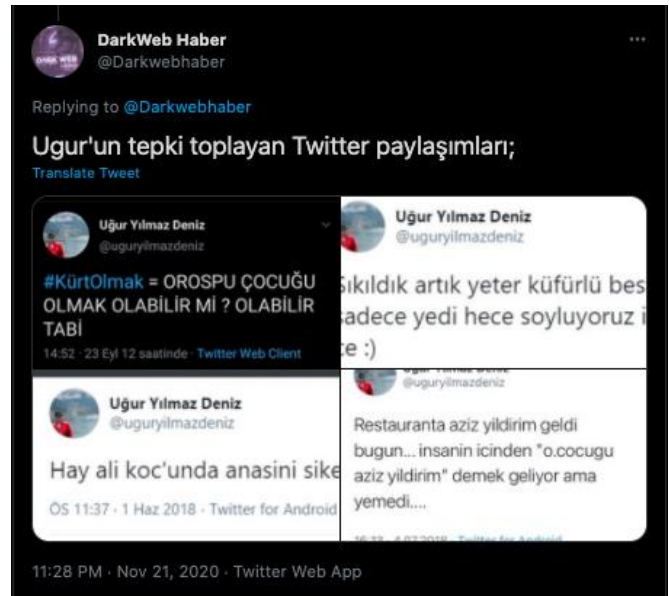 DarkWeb Haber
@Darkwebhaber
Replying to @Darkwebhaber
Ugur'un tepki toplayan Twitter paylaşımları;
Translate Tweet
Uğur Yılmaz Deniz
@uguryilmazdeniz
#KürtOlmak = OROSPU ÇOCUĞU
OLMAK OLABİLİR Mİ ? OLABİLİR
TABİ
14:52 · 23 Eyl 12 saatinde · Twitter Web Client
Uğur Yılmaz Deniz
@uguryilmazdeniz
Sıkıldık artık yeter küfürlü bes
sadece yedi hece soyluyoruz i
te :)
Uğur Yılmaz Deniz
@uguryilmazdeniz
Hay ali koc'unda anasini sike
ÖS 11:37 · 1 Haz 2018 · Twitter for Android
@uguryilmazdeniz
Restauranta aziz yildirim geldi
bugun... insanin icinden "o.cocugu
aziz yildirim" demek geliyor ama
yemedi....
11:28 PM · Nov 21, 2020 · Twitter Web App